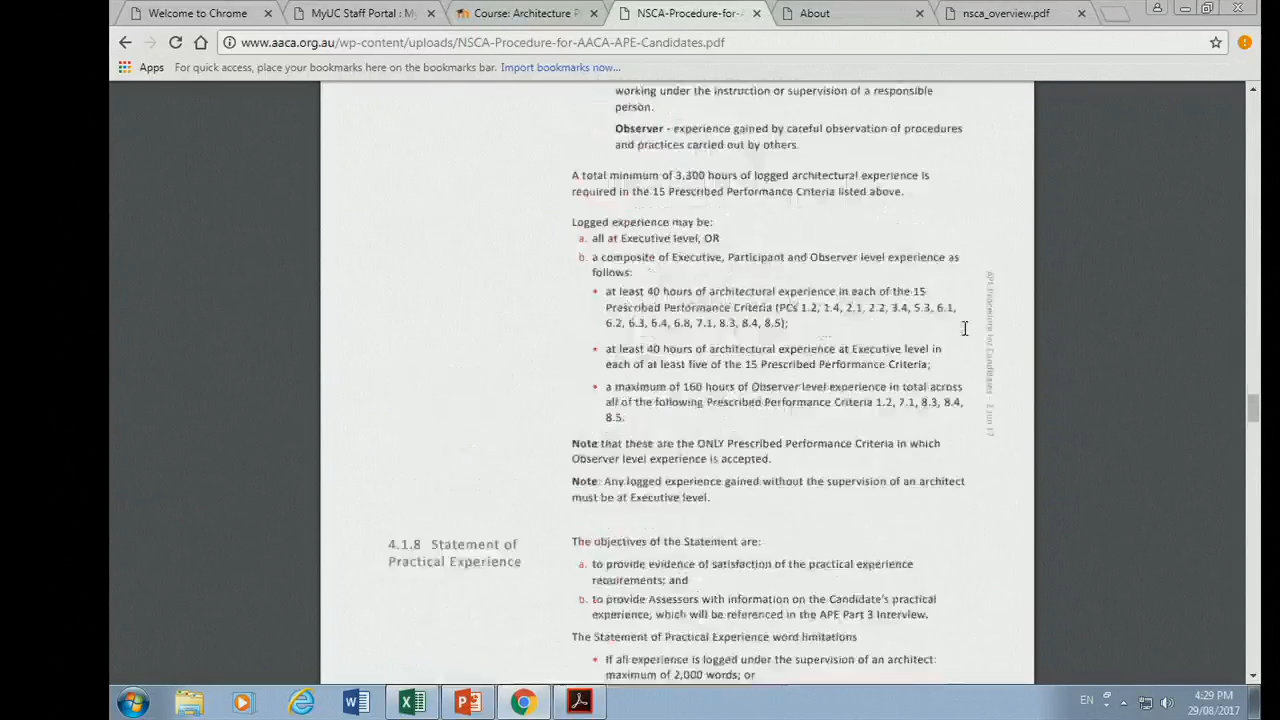 Welcome to Chrome
MyUC Staff Portal : M
Course: Architecture P
NSCA-Procedure-for-
About
nsca_overview.pdf
www.aaca.org.au/wp-content/uploads/NSCA-Procedure-for-AACA-APE-Candidates.pdf
Apps For quick access, place your bookmarks here on the bookmarks bar. Import bookmarks now...
working under the instruction or supervision of a responsible
person.
Observer - experience gained by careful observation of procedures
and practices carried out by others.
A total minimum of 3,300 hours of logged architectural experience is
required in the 15 Prescribed Performance Criteria listed above.
Logged experience may be:
a. all at Executive level, OR
b. a composite of Executive, Participant and Observer level experience as
follows:
• at least 40 hours of architectural experience in each of the 15
Prescribed Performance Criteria (PCs 1.2, 1.4, 2.1, 2.2, 3.4, 5.3, 6.1,
6.2, 6.3, 6.4, 6.8, 7.1, 8.3, 8.4, 8.5);
• at least 40 hours of architectural experience at Executive level in
each of at least five of the 15 Prescribed Performance Criteria;
• a maximum of 160 hours of Observer level experience in total across
all of the following Prescribed Performance Criteria 1.2, 7.1, 8.3, 8.4,
8.5.
Note that these are the ONLY Prescribed Performance Criteria in which
Observer level experience is accepted.
Note: Any logged experience gained without the supervision of an architect
must be at Executive level.
APE Procedure for Candidates - 2 Jun 17
4.1.8 Statement of
Practical Experience
The objectives of the Statement are:
a. to provide evidence of satisfaction of the practical experience
requirements; and
b. to provide Assessors with information on the Candidate's practical
experience, which will be referenced in the APE Part 3 Interview.
The Statement of Practical Experience word limitations
• If all experience is logged under the supervision of an architect:
maximum of 2,000 words; or
EN
4:29 PM
29/08/2017